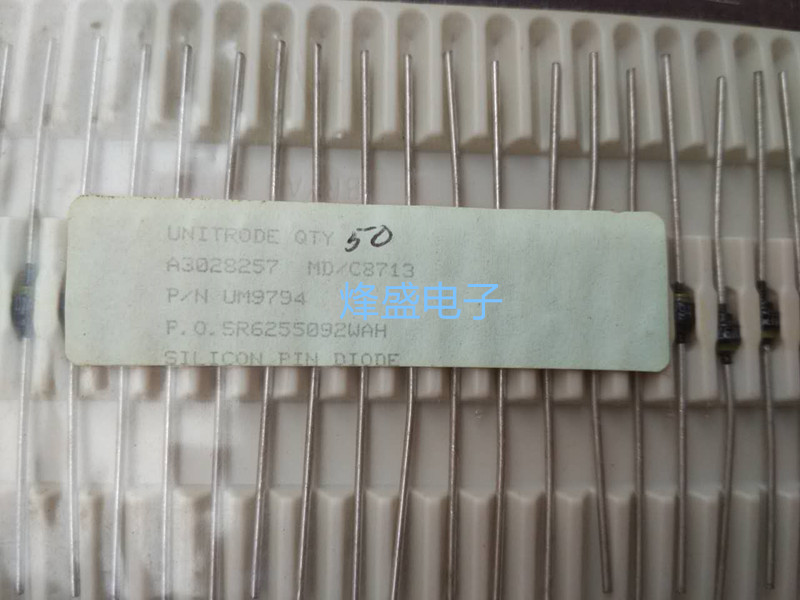 UNITRODE QTY 50
A3028257 MD/C8713
P/N UM9794
烽盛电子
P.O.SR6255092WAH
SILICON PIN DIODE